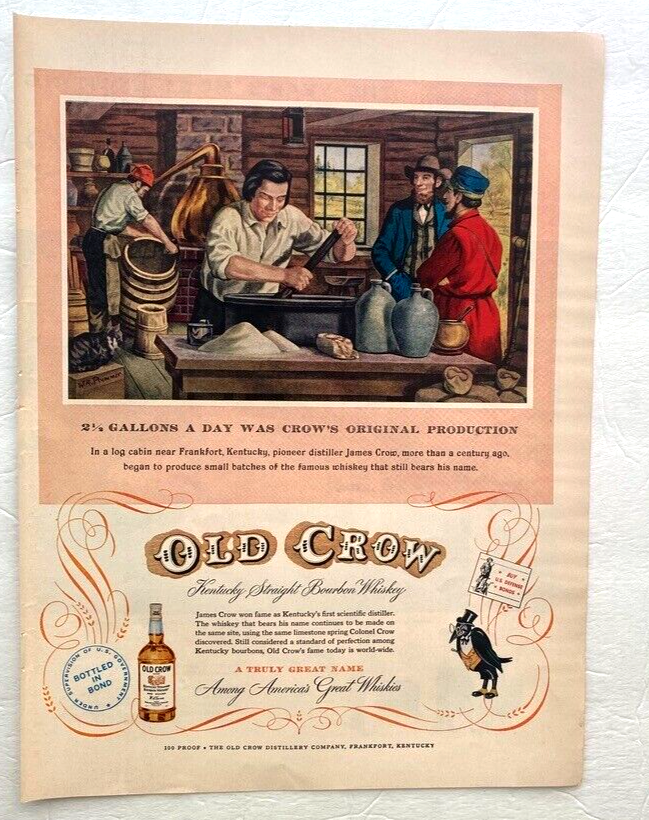 2½ GALLONS A DAY WAS CROW'S ORIGINAL PRODUCTION
In a log cabin near Frankfort, Kentucky, pioneer distiller James Crow, more than a century ago,
began to produce small batches of the famous whiskey that still bears his name.
OLD CROW
Kentucky Straight Bourbon Whiskey
James Crow won fame as Kentucky's first scientific distiller.
The whiskey that bears his name continues to be made on
the same site, using the same limestone spring Colonel Crow
discovered. Still considered a standard of perfection among
Kentucky bourbons, Old Crow's fame today is world-wide.
A TRULY GREAT NAME
Among America's Great Whiskies
UNDER SUPERVISION OF U.S. GOVERNMENT
BOTTLED
IN
BOND
OLD CROW
BUY
U.S. DEFENSE
BONDS
100 PROOF • THE OLD CROW DISTILLERY COMPANY, FRANKFORT, KENTUCKY